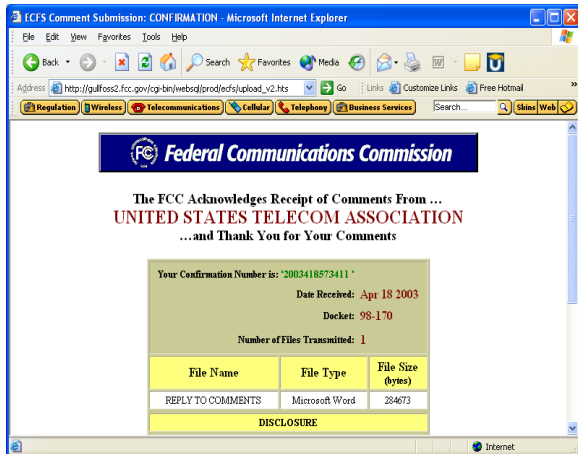 ECFS Comment Submission: CONFIRMATION - Microsoft Internet Explorer
File Edit View Favorites Tools Help
Back Search Favorites Media W
Address http://gullfoss2.fcc.gov/cgi-bin/websql/prod/ecfs/upload_v2.hts Go Links Customize Links Free Hotmail »
Regulation Wireless Telecommunications Cellular Telephony Business Services Search... Skins Web
FC Federal Communications Commission
The FCC Acknowledges Receipt of Comments From ...
UNITED STATES TELECOM ASSOCIATION
...and Thank You for Your Comments
Your Confirmation Number is: '2003418573411 '
Date Received: Apr 18 2003
Docket: 98-170
Number of Files Transmitted: 1
File Name File Type File Size
(bytes)
REPLY TO COMMENTS Microsoft Word 284673
DISCLOSURE
Internet